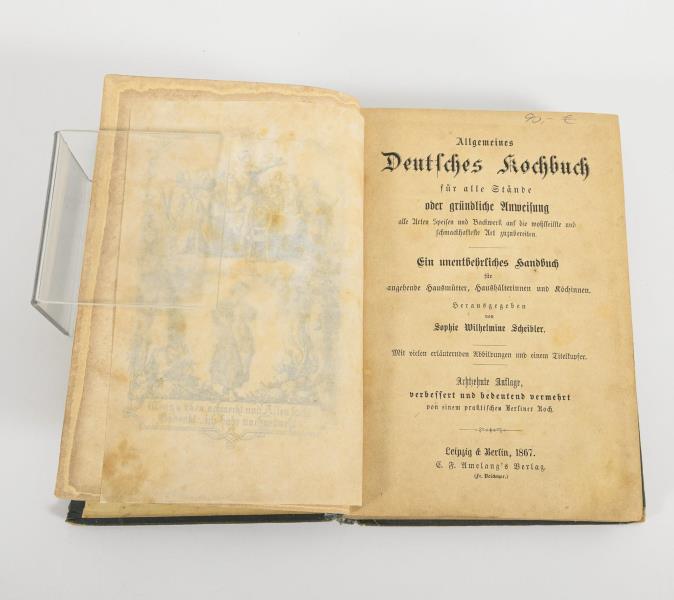 90,- €
Allgemeines
Deutſches Kochbuch
für alle Stände
oder gründliche Anweiſung
alle Arten Speiſen und Backwerk auf die wohlfeilſte und
ſchmackhafteſte Art zuzubereiten.
Ein unentbehrliches Handbuch
für
angehende Hausmütter, Haushälterinnen und Köchinnen.
Herausgegeben
von
Sophie Wilhelmine Scheibler.
Mit vielen erläuternden Abbildungen und einem Titelkupfer.
Achtzehnte Auflage,
verbeſſert und bedeutend vermehrt
von einem praktiſchen Berliner Koch.
Leipzig & Berlin, 1867.
C. F. Amelang's Verlag.